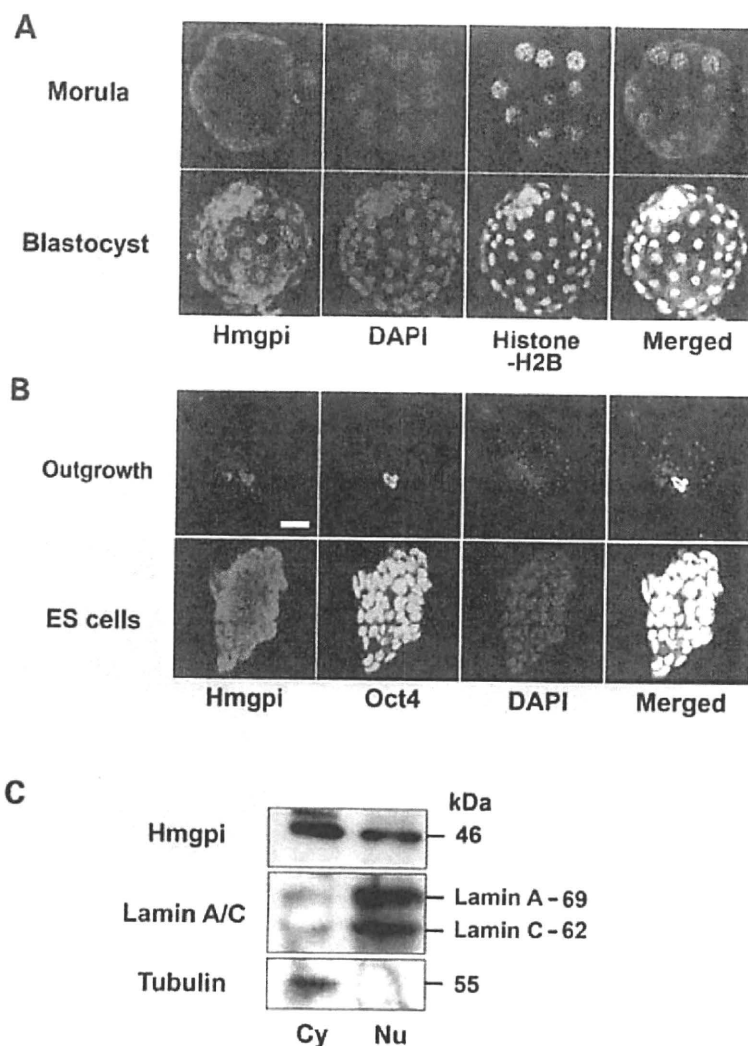 A
Morula
Blastocyst
Hmgpi DAPI Histone Merged
-H2B
B
Outgrowth
ES cells
Hmgpi Oct4 DAPI Merged
C
kDa
Hmgpi 46
Lamin A/C Lamin A - 69
Lamin C - 62
Tubulin 55
Cy Nu